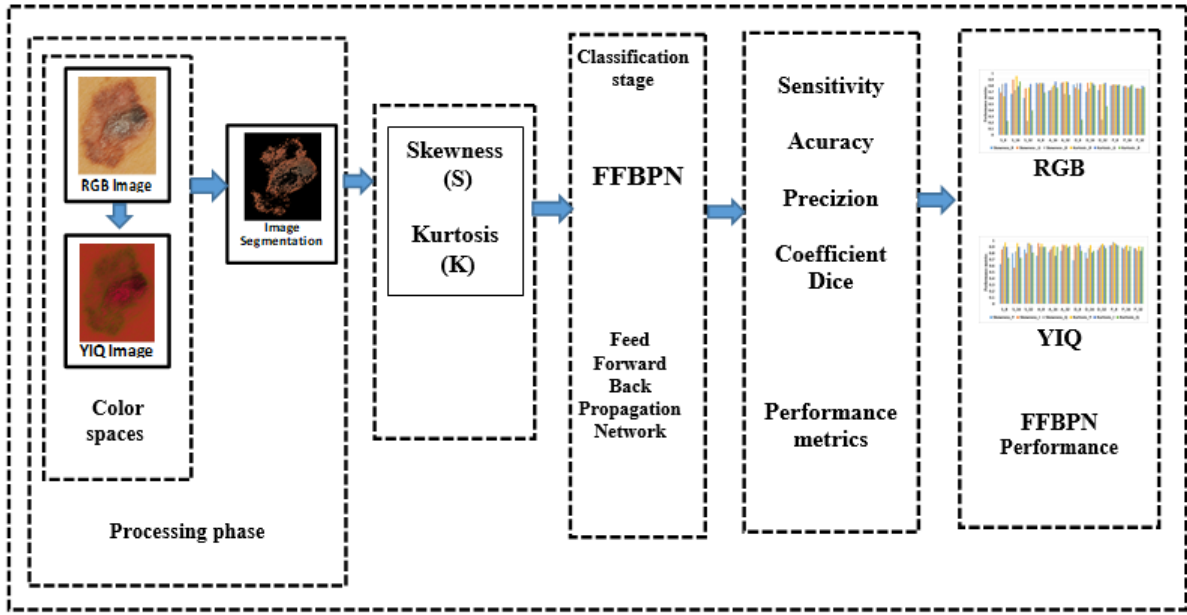 RGB Image
YIQ Image
Color
spaces
Image
Segmentation
Processing phase
Skewness
(S)
Kurtosis
(K)
Classification
stage
FFBPN
Feed
Forward
Back
Propagation
Network
Sensitivity
Acuracy
Precizion
Coefficient
Dice
Performance
metrics
RGB
YIQ
FFBPN
Performance